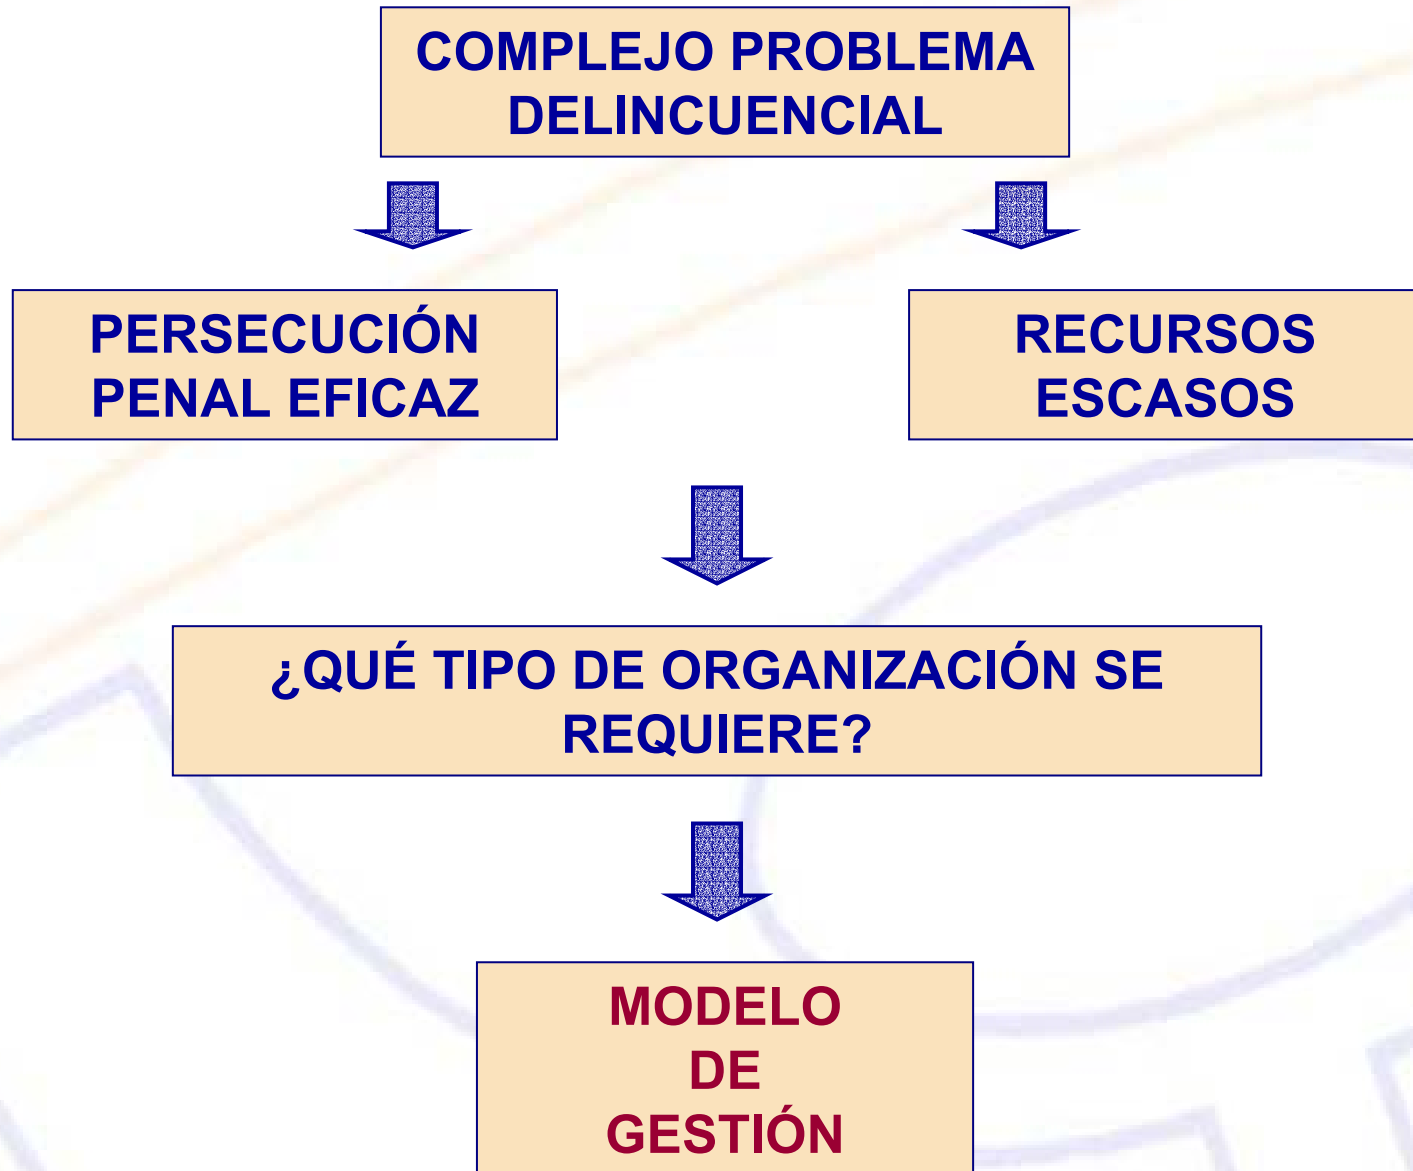 COMPLEJO PROBLEMA
DELINCUENCIAL
PERSECUCIÓN
PENAL EFICAZ
RECURSOS
ESCASOS
¿QUÉ TIPO DE ORGANIZACIÓN SE
REQUIERE?
MODELO
DE
GESTIÓN